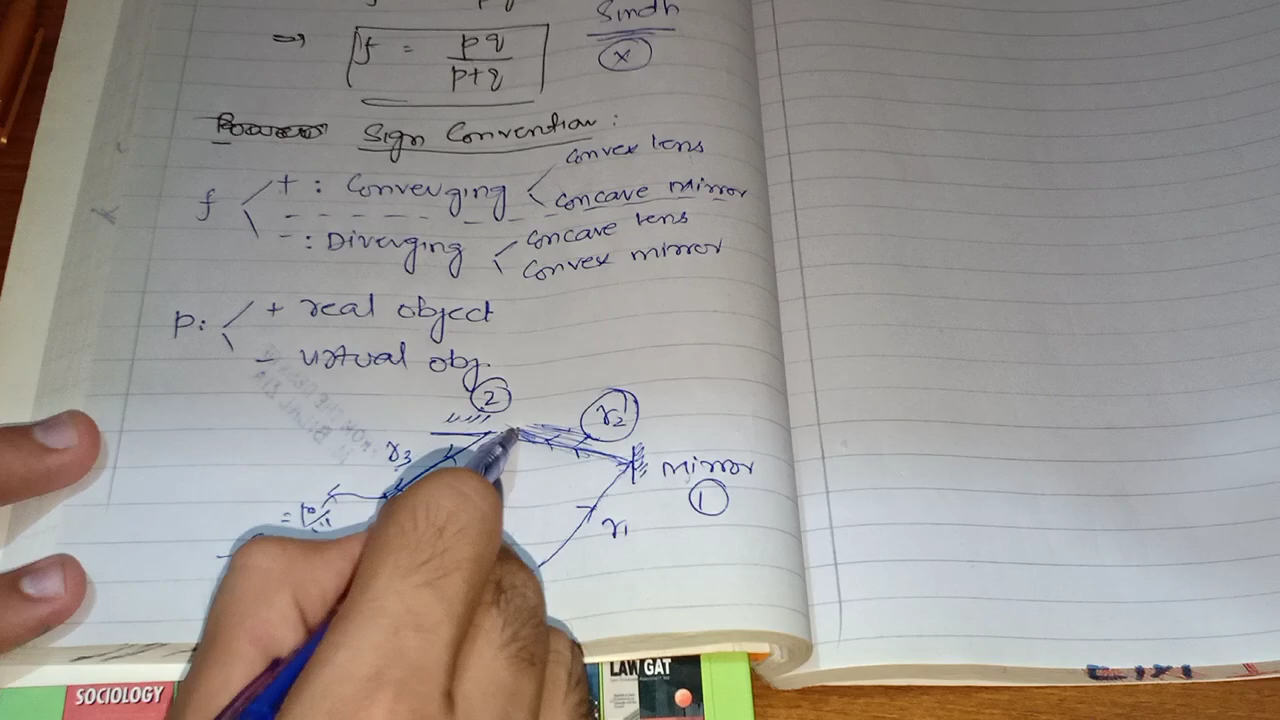 Sindh
⇒ f = pq / p+q
x
Sign Convention :
convex lens
f + : Converging
concave mirror
- : Diverging
concave lens
convex mirror
P: + real object
- virtual obj
2
r2
r3
mirror
1
r1
SOCIOLOGY
LAW GAT